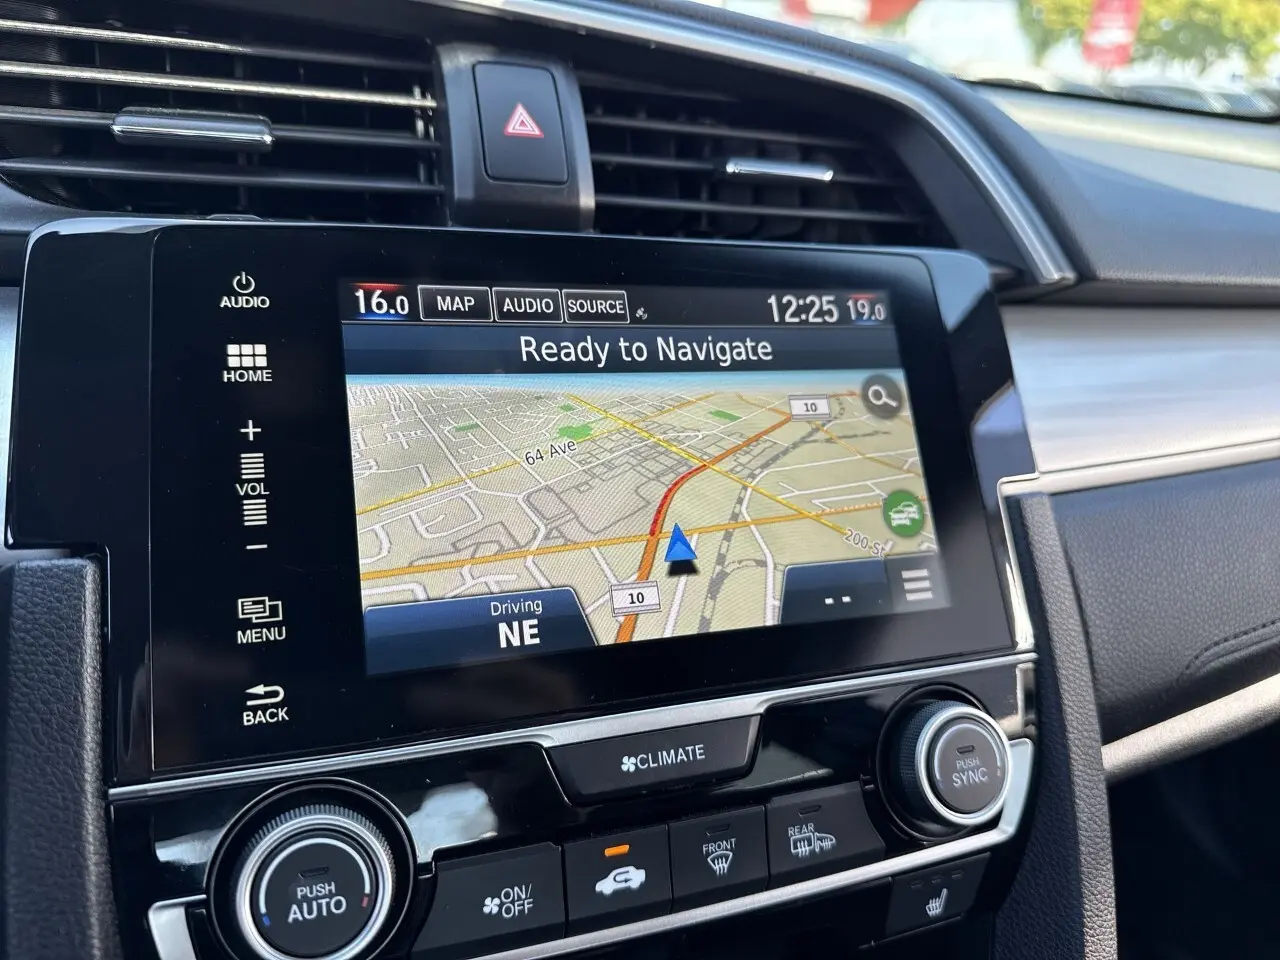 AUDIO
HOME
+
VOL
−
MENU
BACK
16.0 MAP AUDIO SOURCE 12:25 19.0
Ready to Navigate
10
64 Ave
200 St
10
Driving
NE
--
CLIMATE
PUSH
SYNC
PUSH
AUTO
ON/
OFF
FRONT
REAR